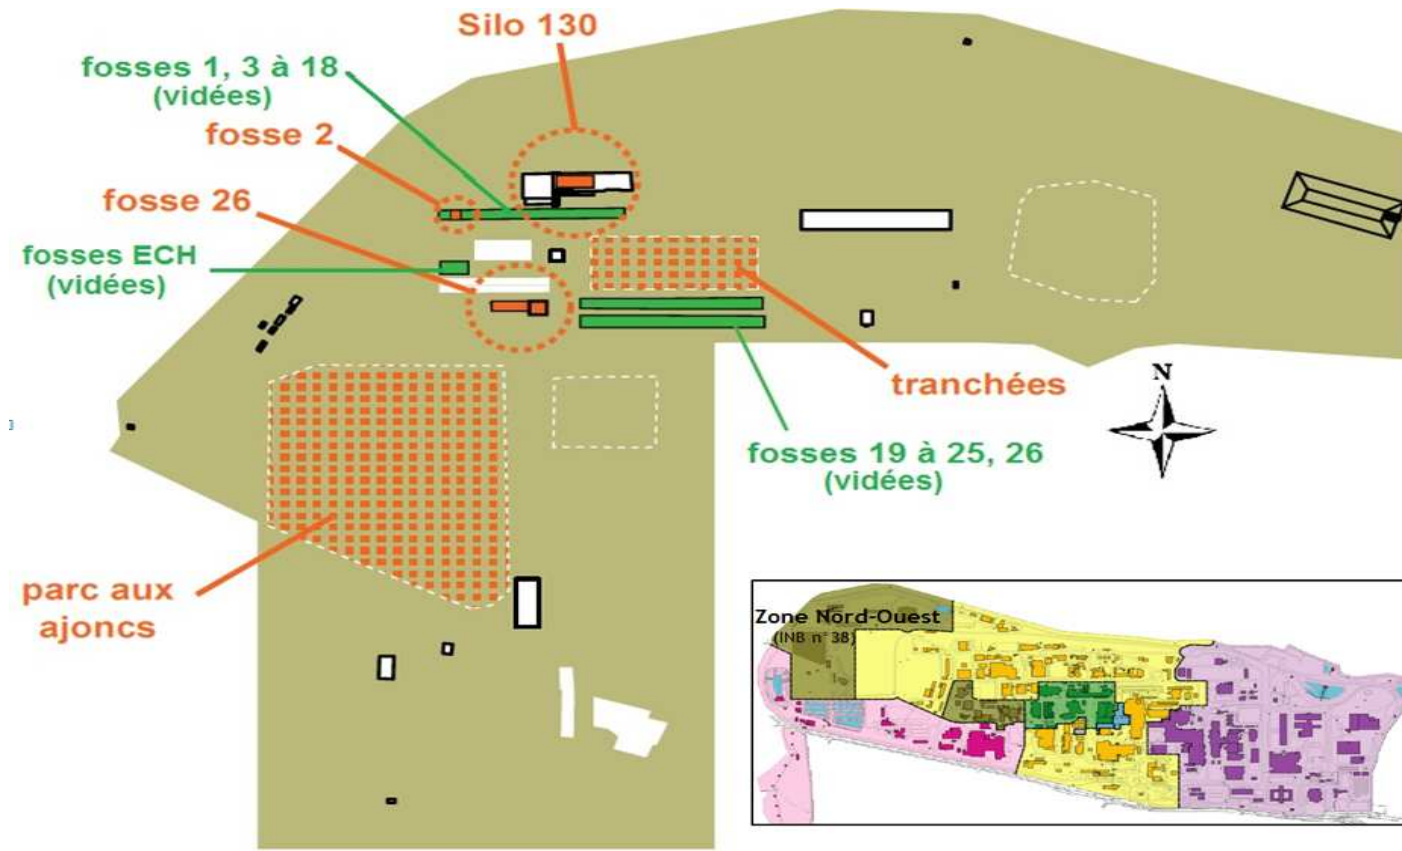 Silo 130
fosses 1, 3 à 18
(vidées)
fosse 2
fosse 26
fosses ECH
(vidées)
tranchées
N
fosses 19 à 25, 26
(vidées)
parc aux
ajoncs
Zone Nord-Ouest
(INB n°38)